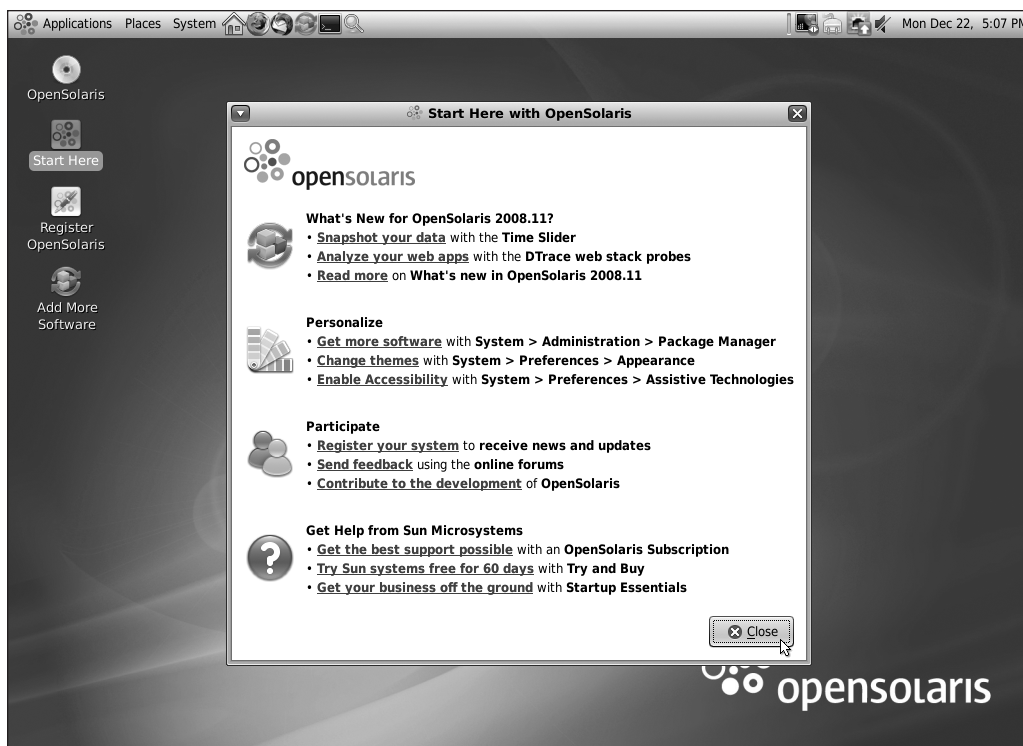 Applications Places System
Mon Dec 22, 5:07 PM
OpenSolaris
Start Here
Register
OpenSolaris
Add More
Software
Start Here with OpenSolaris
opensolaris
What's New for OpenSolaris 2008.11?
• Snapshot your data with the Time Slider
• Analyze your web apps with the DTrace web stack probes
• Read more on What's new in OpenSolaris 2008.11
Personalize
• Get more software with System > Administration > Package Manager
• Change themes with System > Preferences > Appearance
• Enable Accessibility with System > Preferences > Assistive Technologies
Participate
• Register your system to receive news and updates
• Send feedback using the online forums
• Contribute to the development of OpenSolaris
Get Help from Sun Microsystems
• Get the best support possible with an OpenSolaris Subscription
• Try Sun systems free for 60 days with Try and Buy
• Get your business off the ground with Startup Essentials
Close
opensolaris